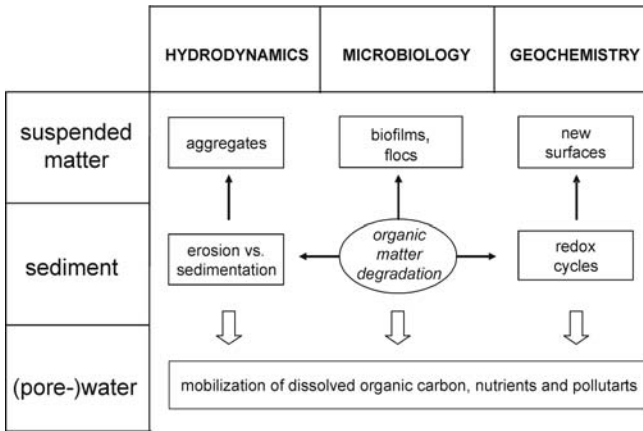 HYDRODYNAMICS MICROBIOLOGY GEOCHEMISTRY
suspended
matter
aggregates
biofilms,
flocs
new
surfaces
sediment
erosion vs.
sedimentation
organic
matter
degradation
redox
cycles
(pore-)water
mobilization of dissolved organic carbon, nutrients and pollutarts